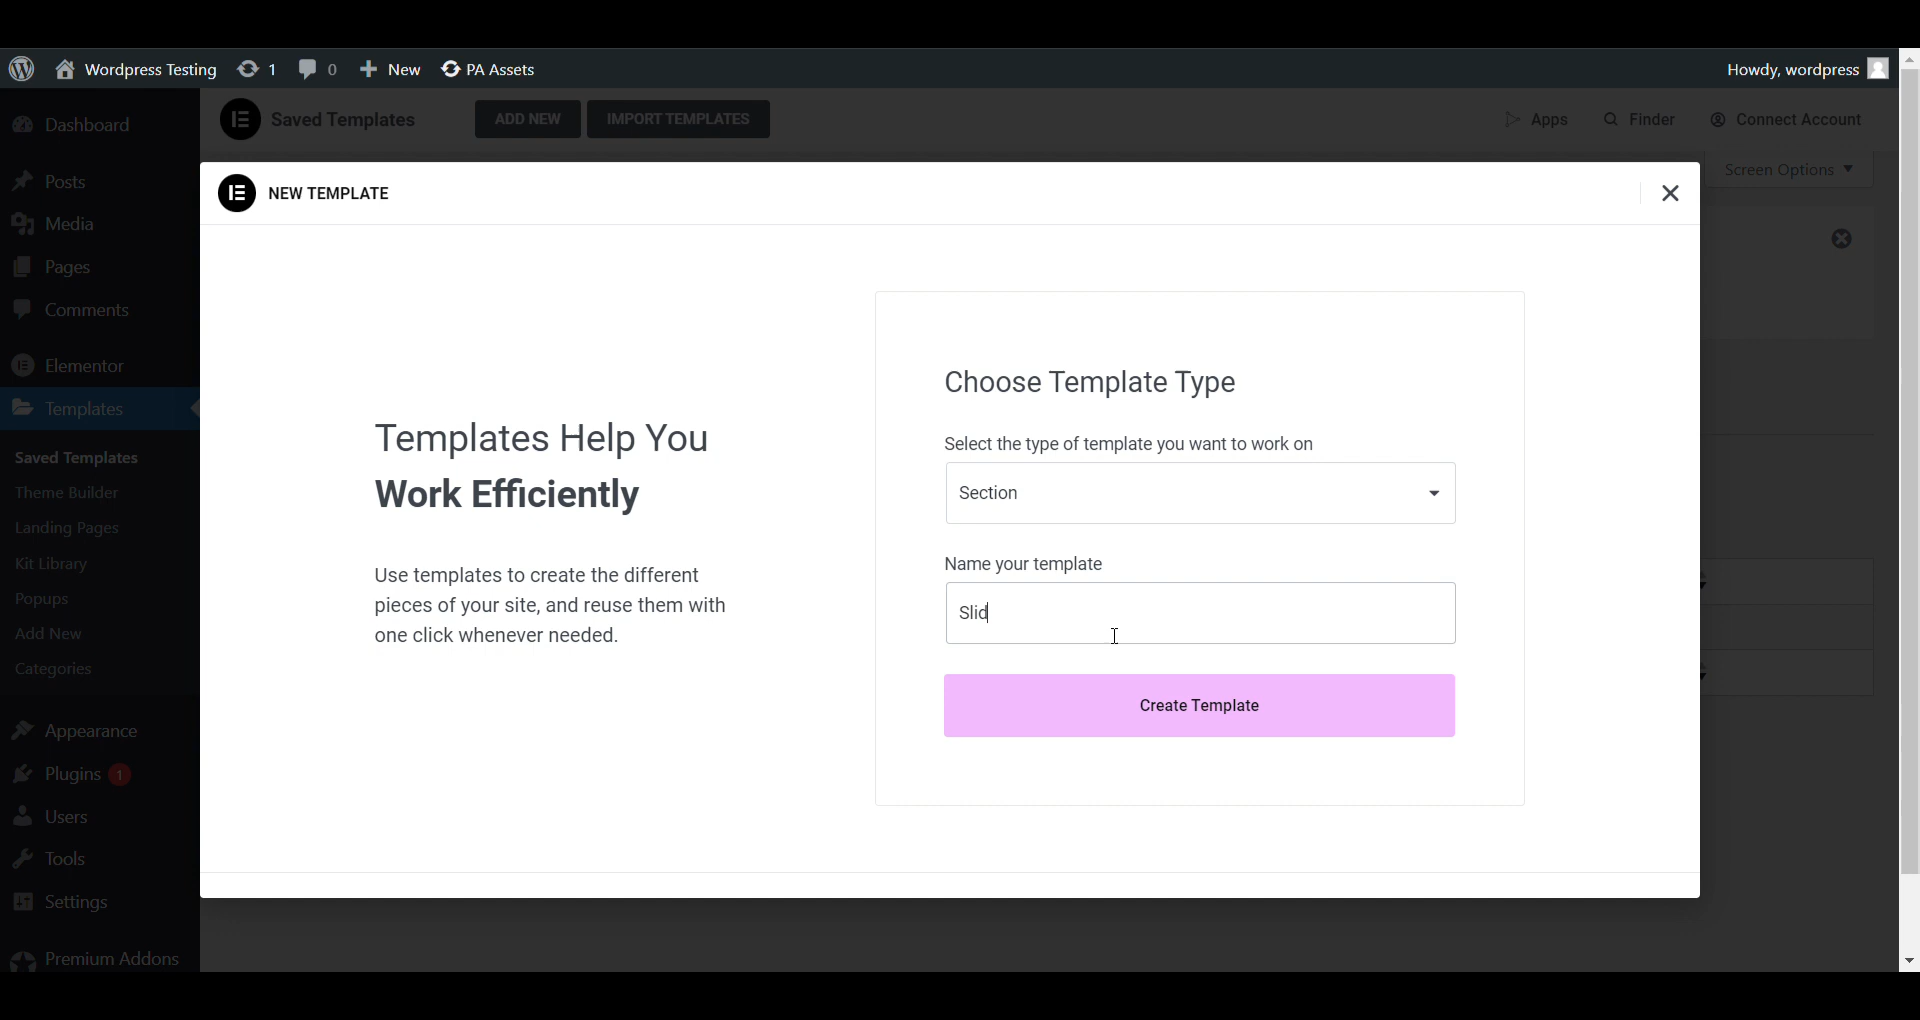 Wordpress Testing 1 0 New PA Assets Howdy, wordpress
Dashboard
Posts
Media
Pages
Comments
Elementor
Templates
Saved Templates
Theme Builder
Landing Pages
Kit Library
Popups
Add New
Categories
Appearance
Plugins 1
Users
Tools
Settings
Premium Addons
Saved Templates ADD NEW IMPORT TEMPLATES Apps Finder Connect Account
Screen Options
NEW TEMPLATE
Templates Help You
Work Efficiently
Use templates to create the different
pieces of your site, and reuse them with
one click whenever needed.
Choose Template Type
Select the type of template you want to work on
Section
Name your template
Slid
Create Template